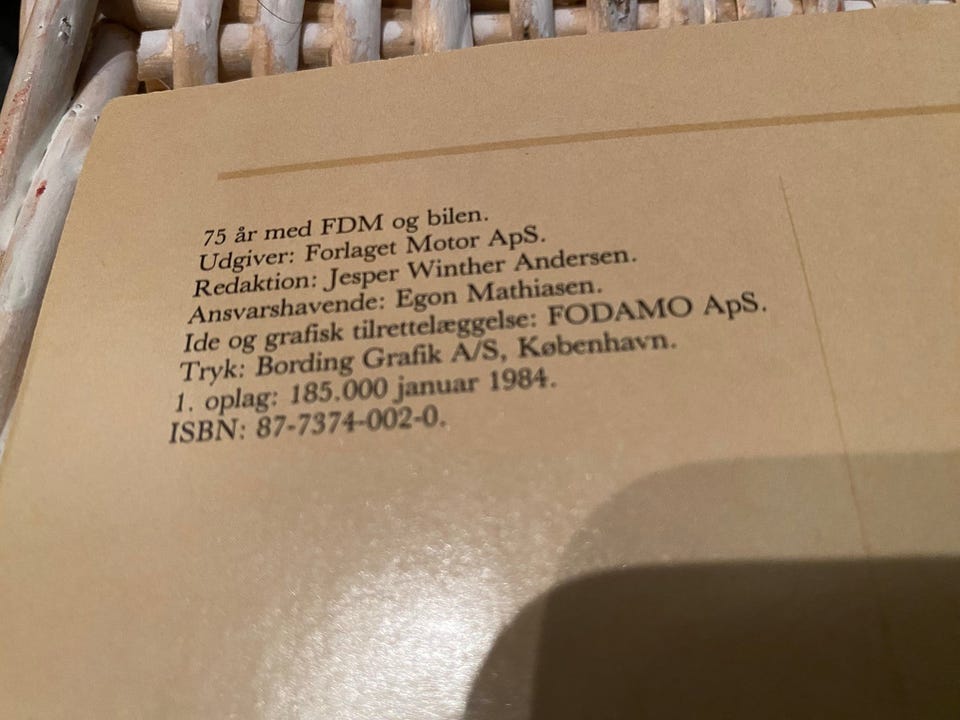 75 år med FDM og bilen.
Udgiver: Forlaget Motor ApS.
Redaktion: Jesper Winther Andersen.
Ansvarshavende: Egon Mathiasen.
Ide og grafisk tilrettelæggelse: FODAMO ApS.
Tryk: Bording Grafik A/S, København.
1. oplag: 185.000 januar 1984.
ISBN: 87-7374-002-0.